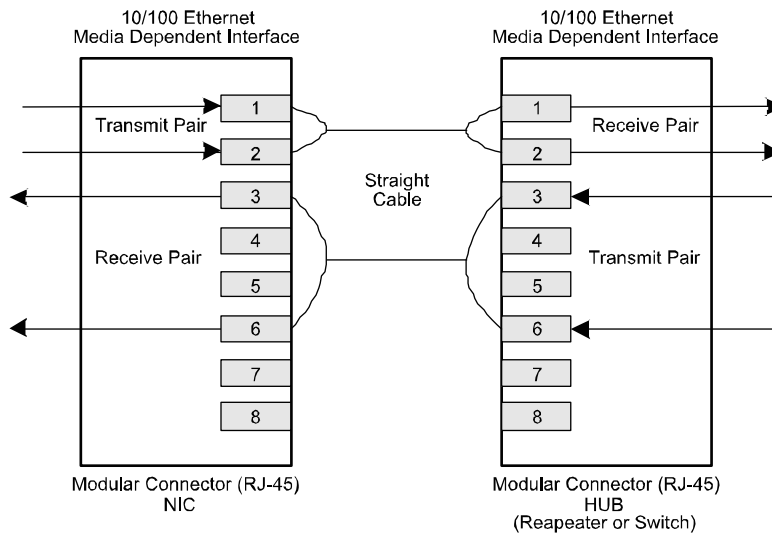 10/100 Ethernet
Media Dependent Interface
1
Transmit Pair
2
3
4
Receive Pair
5
6
7
8
Modular Connector (RJ-45)
NIC
Straight
Cable
10/100 Ethernet
Media Dependent Interface
1
Receive Pair
2
3
4
Transmit Pair
5
6
7
8
Modular Connector (RJ-45)
HUB
(Reapeater or Switch)